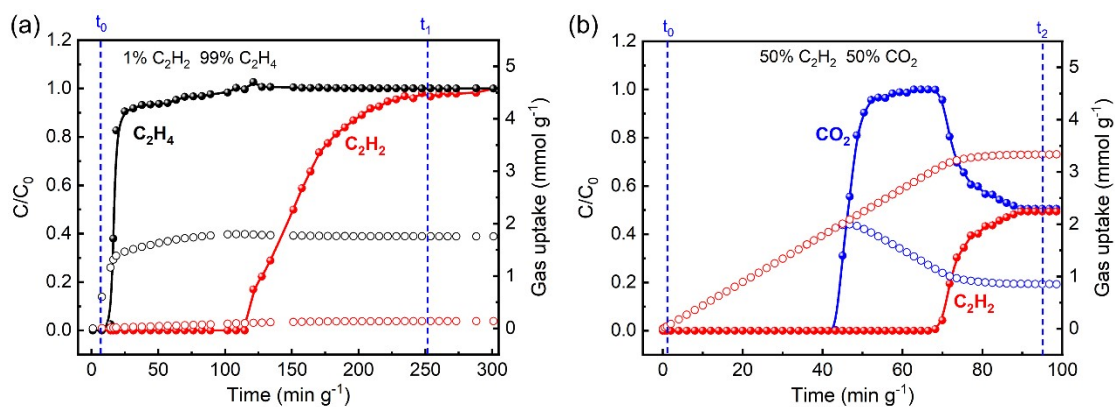 (a)
t₀
t₁
1% C₂H₂ 99% C₂H₄
C₂H₄
C₂H₂
C/C₀
1.2
1.0
0.8
0.6
0.4
0.2
0.0
Gas uptake (mmol g⁻¹)
5
4
3
2
1
0
0 50 100 150 200 250 300
Time (min g⁻¹)
(b)
t₀
t₂
50% C₂H₂ 50% CO₂
CO₂
C₂H₂
C/C₀
1.2
1.0
0.8
0.6
0.4
0.2
0.0
Gas uptake (mmol g⁻¹)
5
4
3
2
1
0
0 20 40 60 80 100
Time (min g⁻¹)